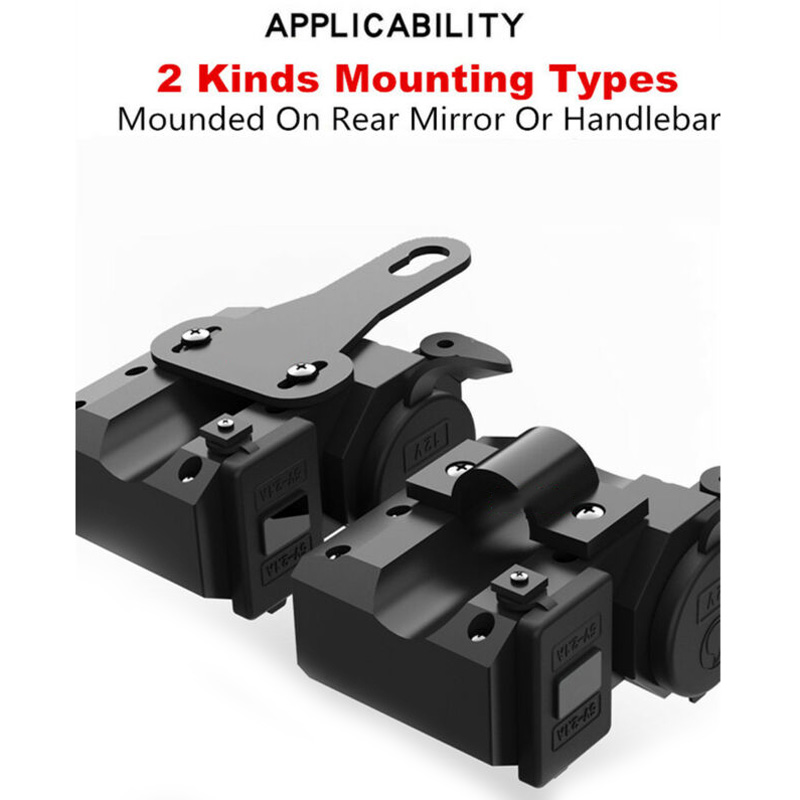 APPLICABILITY
2 Kinds Mounting Types
Mounded On Rear Mirror Or Handlebar
12V
5V-2.1A
5V-2.1A
5V-2.1A
5V-2.1A